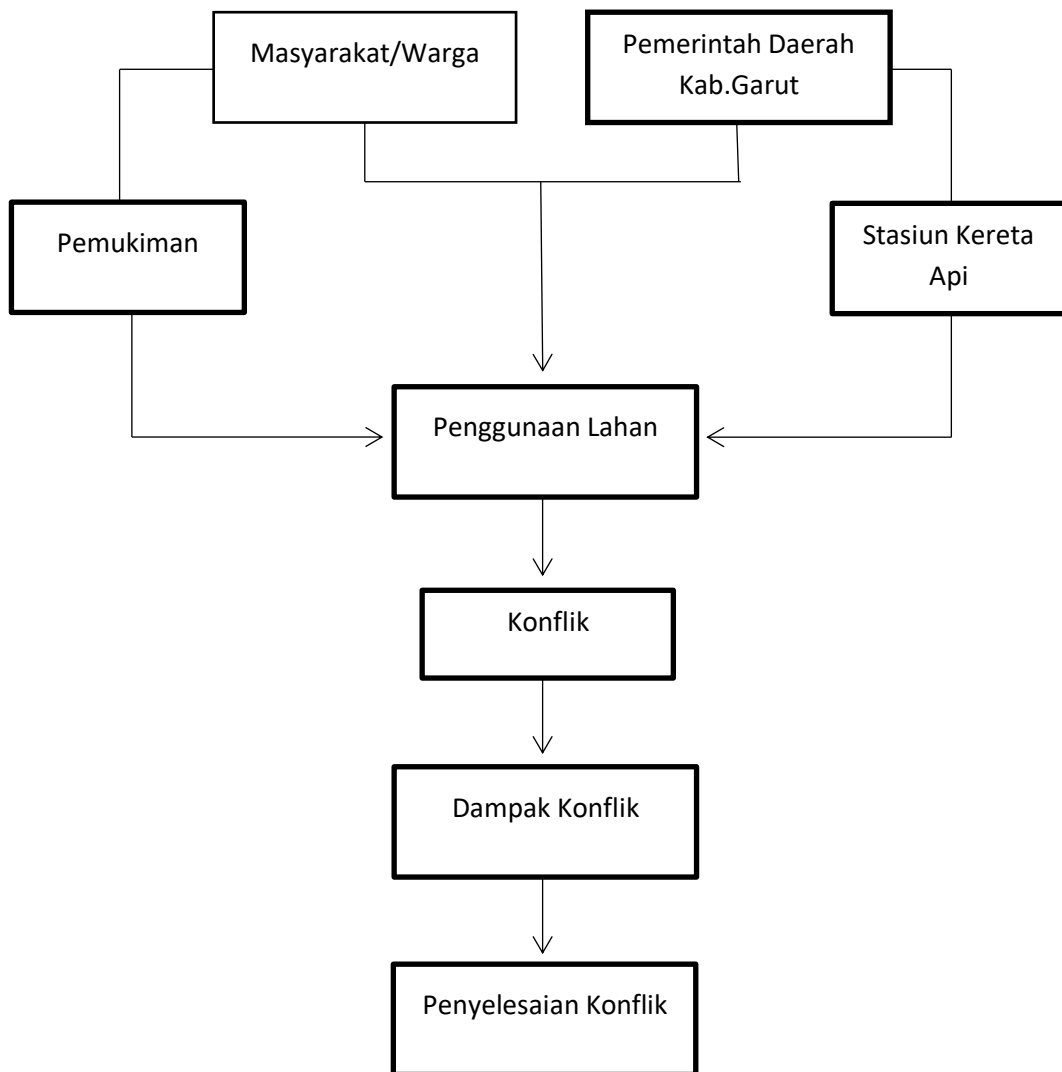 Masyarakat/Warga
Pemerintah Daerah
Kab.Garut
Pemukiman
Stasiun Kereta
Api
Penggunaan Lahan
Konflik
Dampak Konflik
Penyelesaian Konflik